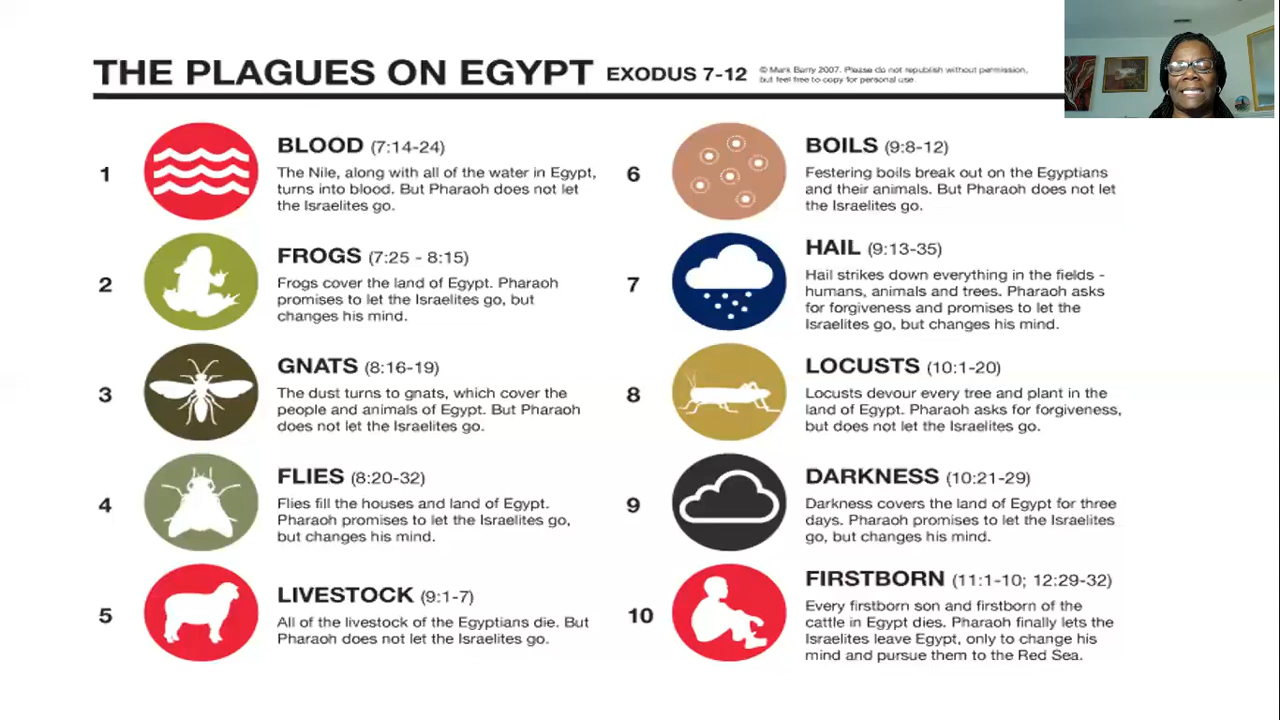 THE PLAGUES ON EGYPT EXODUS 7-12
© Mark Barry 2007. Please do not republish without permission,
but feel free to copy for personal use.
1
BLOOD (7:14-24)
The Nile, along with all of the water in Egypt,
turns into blood. But Pharaoh does not let
the Israelites go.
2
FROGS (7:25 - 8:15)
Frogs cover the land of Egypt. Pharaoh
promises to let the Israelites go, but
changes his mind.
3
GNATS (8:16-19)
The dust turns to gnats, which cover the
people and animals of Egypt. But Pharaoh
does not let the Israelites go.
4
FLIES (8:20-32)
Flies fill the houses and land of Egypt.
Pharaoh promises to let the Israelites go,
but changes his mind.
5
LIVESTOCK (9:1-7)
All of the livestock of the Egyptians die. But
Pharaoh does not let the Israelites go.
6
BOILS (9:8-12)
Festering boils break out on the Egyptians
and their animals. But Pharaoh does not let
the Israelites go.
7
HAIL (9:13-35)
Hail strikes down everything in the fields -
humans, animals and trees. Pharaoh asks
for forgiveness and promises to let the
Israelites go, but changes his mind.
8
LOCUSTS (10:1-20)
Locusts devour every tree and plant in the
land of Egypt. Pharaoh asks for forgiveness,
but does not let the Israelites go.
9
DARKNESS (10:21-29)
Darkness covers the land of Egypt for three
days. Pharaoh promises to let the Israelites
go, but changes his mind.
10
FIRSTBORN (11:1-10; 12:29-32)
Every firstborn son and firstborn of the
cattle in Egypt dies. Pharaoh finally lets the
Israelites leave Egypt, only to change his
mind and pursue them to the Red Sea.